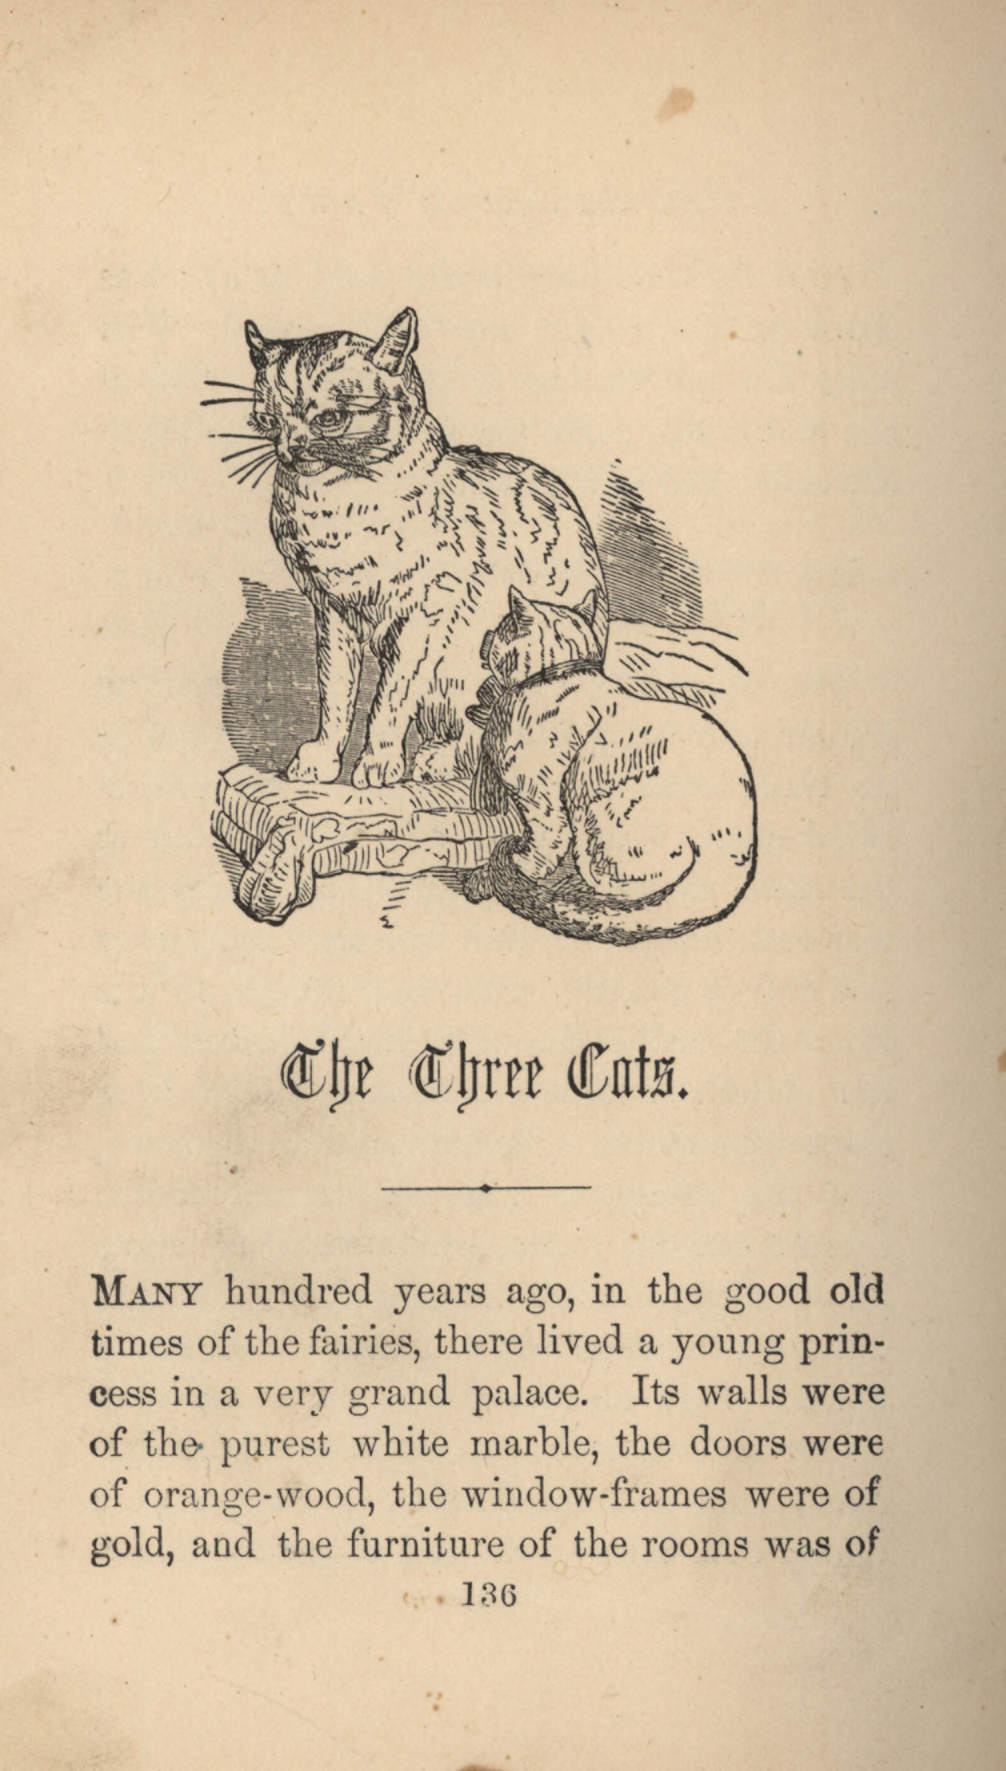 The Three Cats.
MANY hundred years ago, in the good old
times of the fairies, there lived a young prin-
cess in a very grand palace. Its walls were
of the purest white marble, the doors were
of orange-wood, the window-frames were of
gold, and the furniture of the rooms was of
136